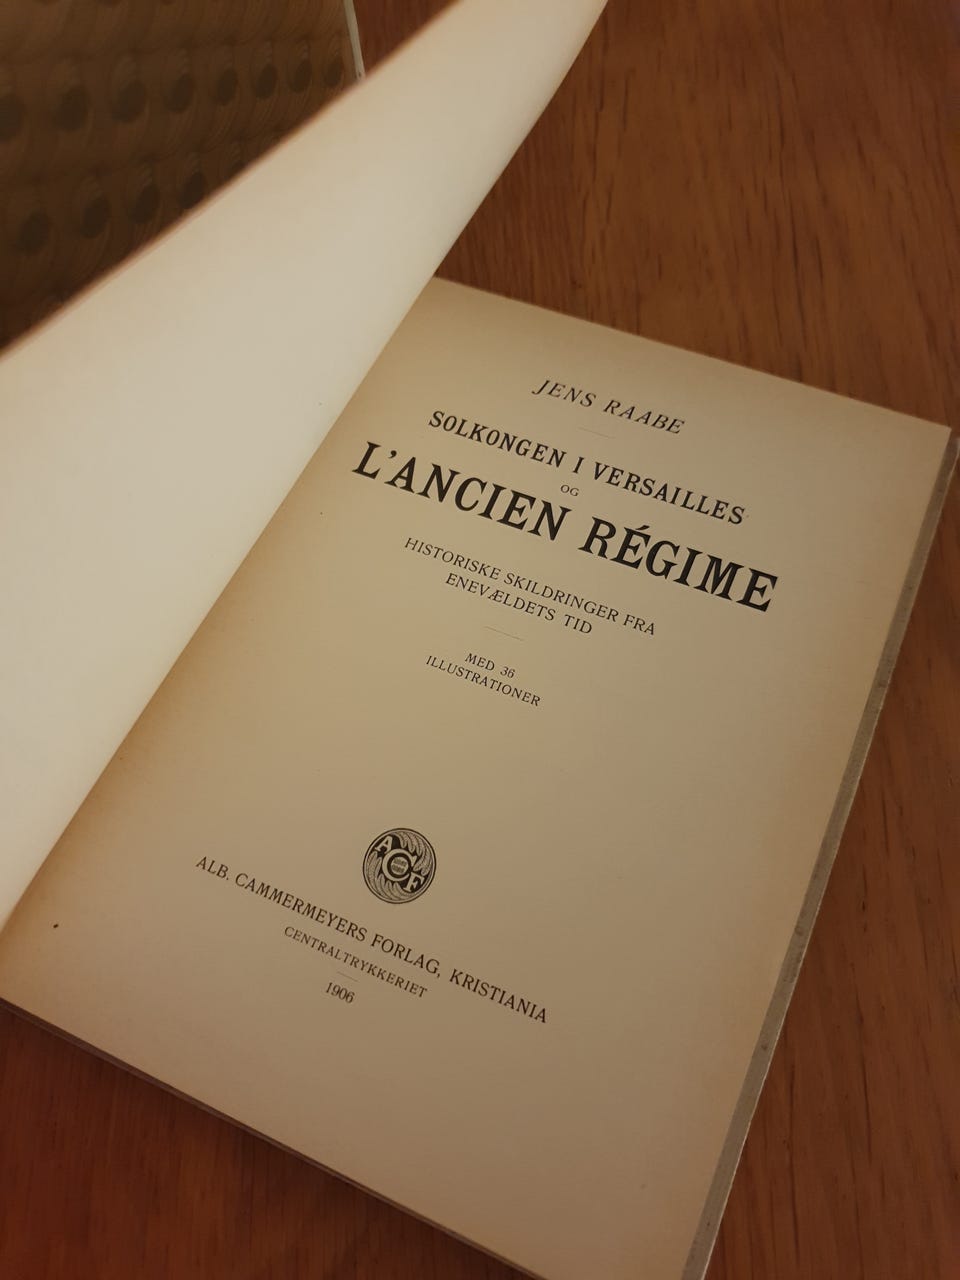 JENS RAABE
SOLKONGEN I VERSAILLES
OG
L'ANCIEN RÉGIME
HISTORISKE SKILDRINGER FRA
ENEVÆLDETS TID
MED 36
ILLUSTRATIONER
ACF
ALB. CAMMERMEYERS FORLAG, KRISTIANIA
CENTRALTRYKKERIET
1906